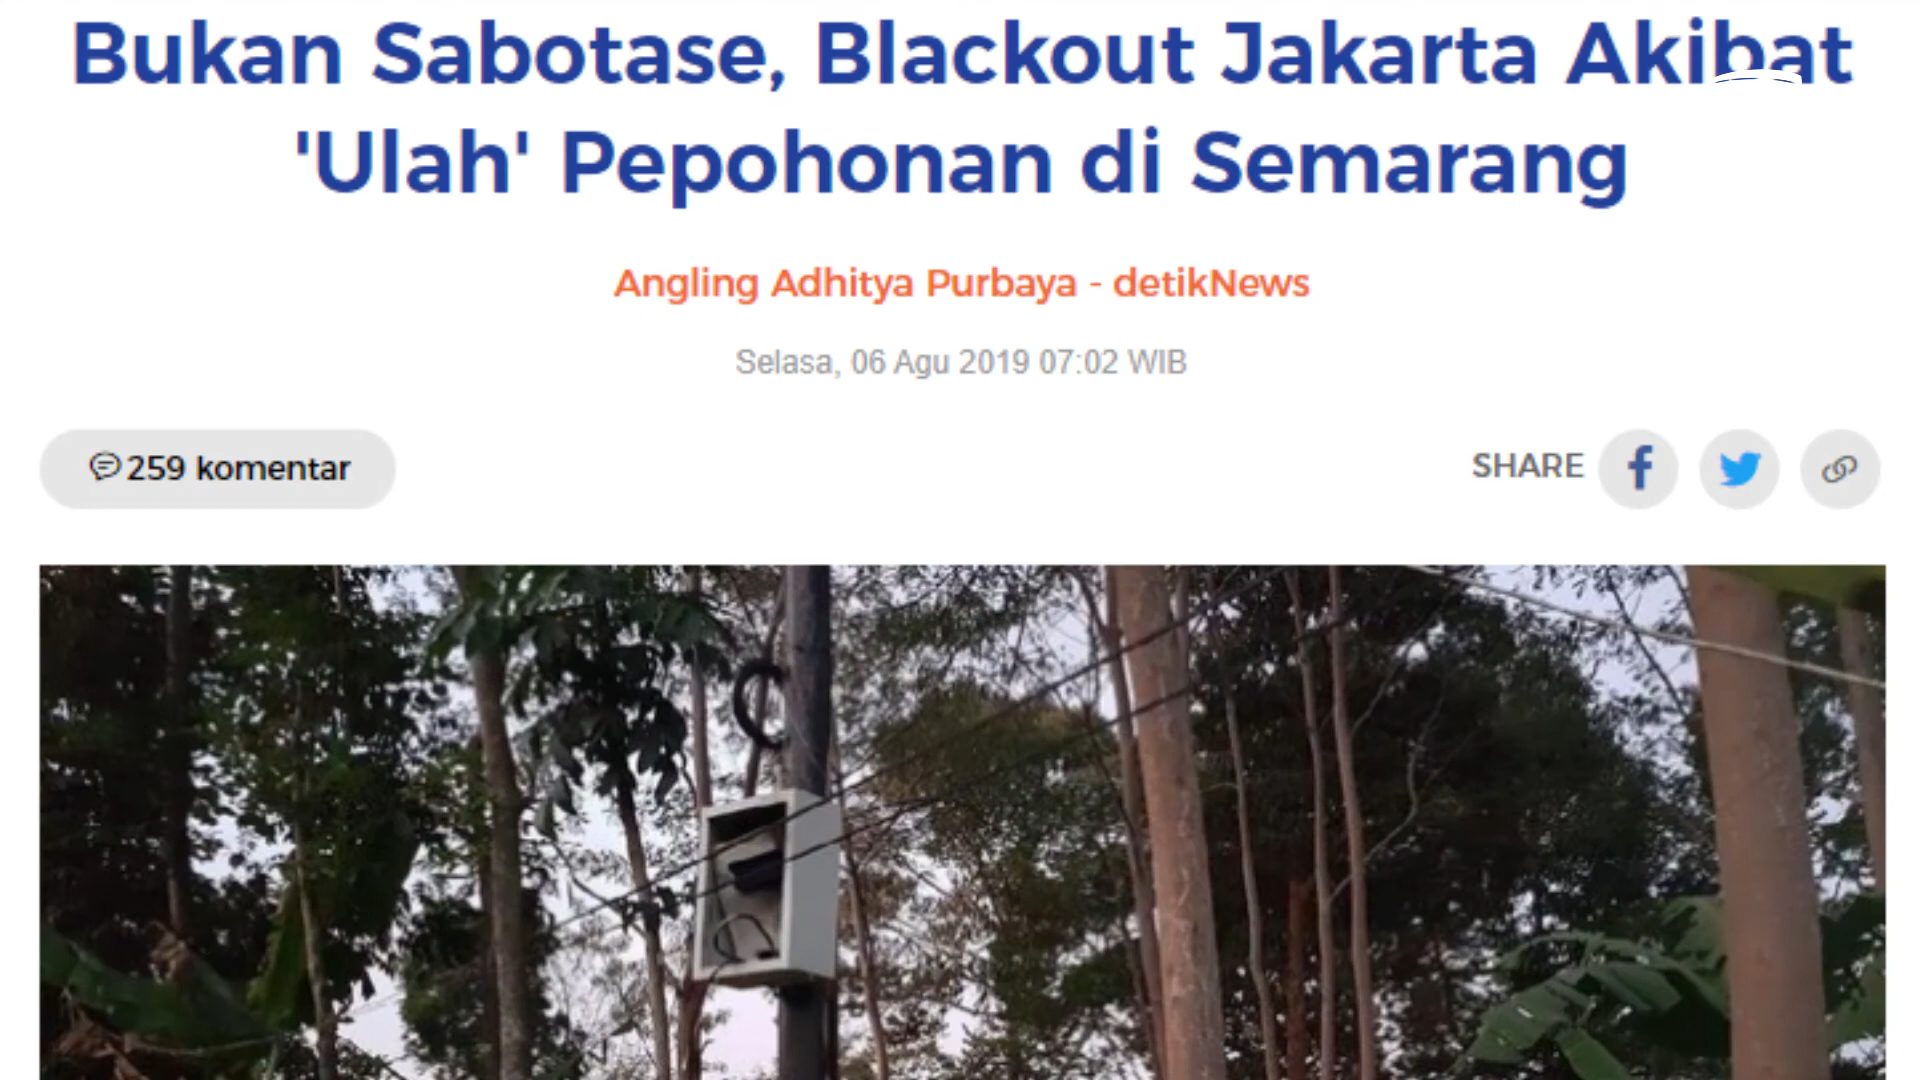 Bukan Sabotase, Blackout Jakarta Akibat
'Ulah' Pepohonan di Semarang
Angling Adhitya Purbaya - detikNews
Selasa, 06 Agu 2019 07:02 WIB
259 komentar
SHARE